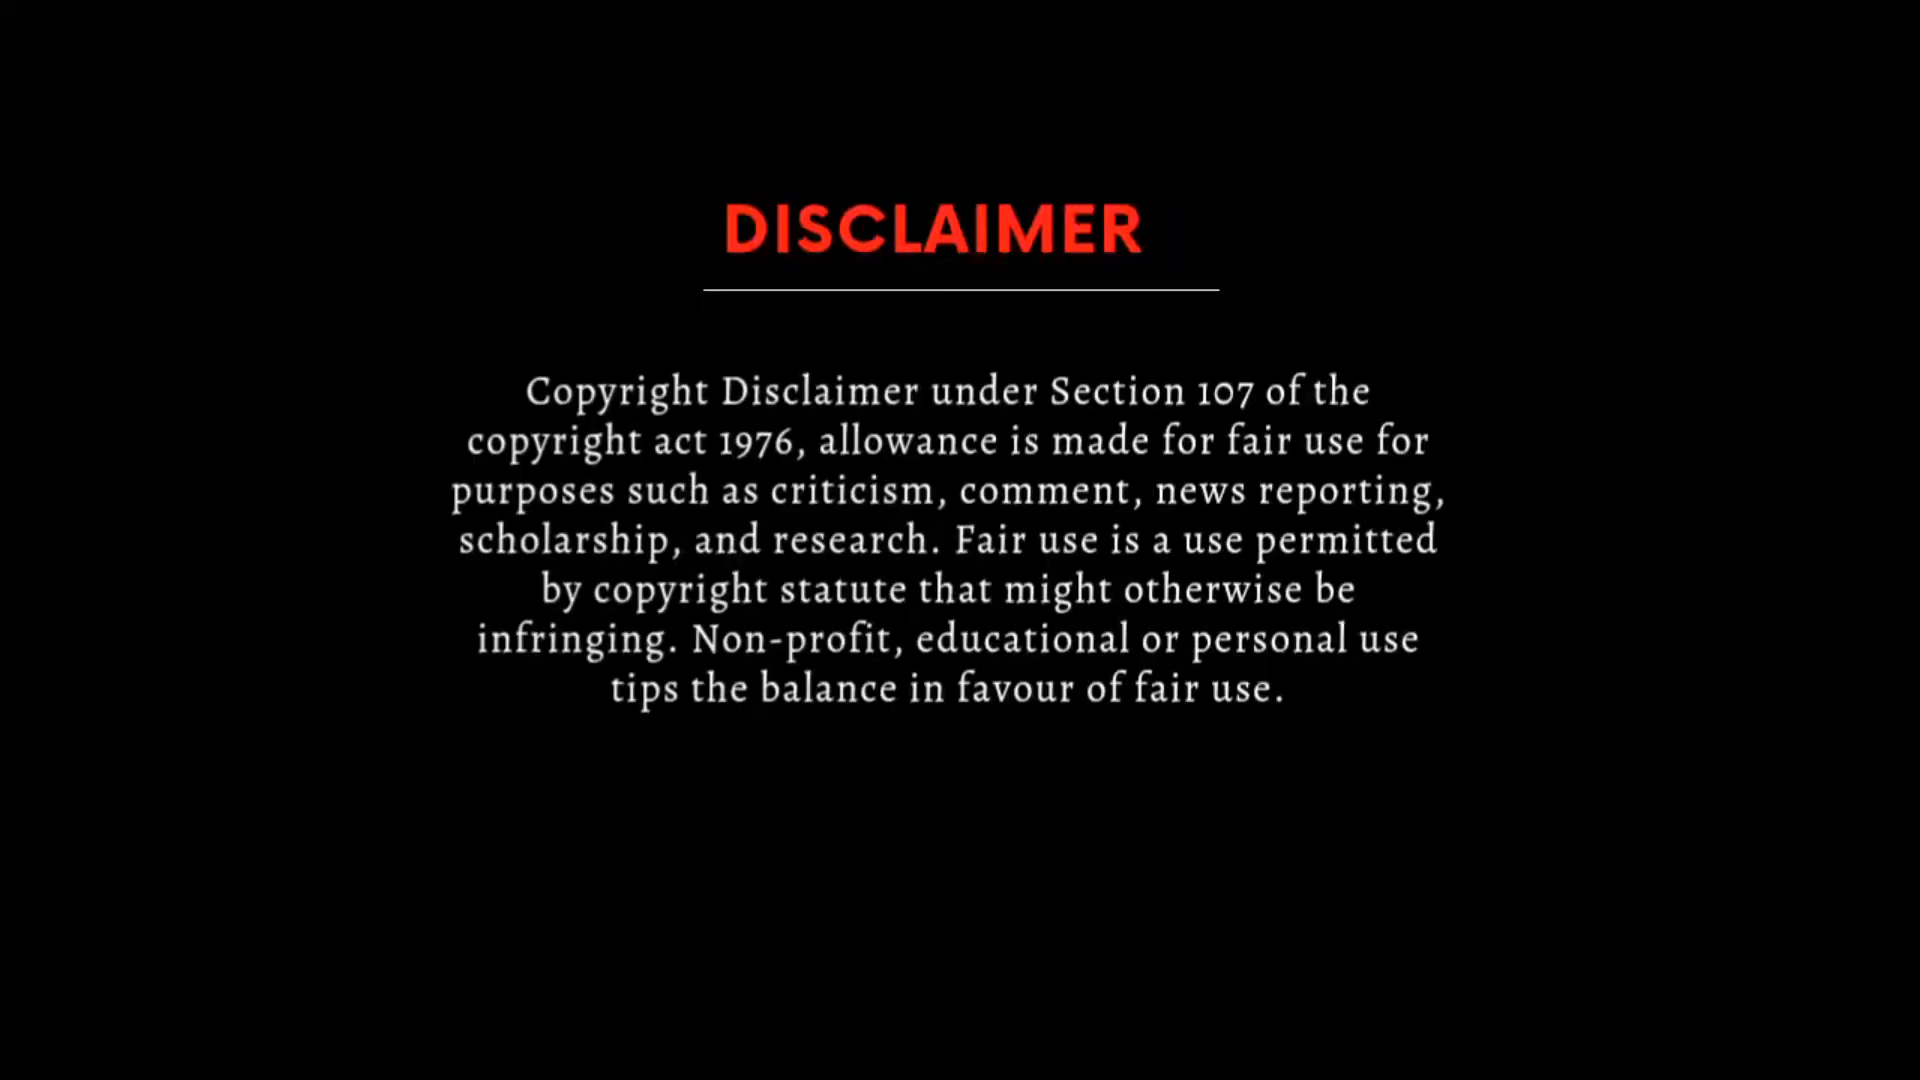 DISCLAIMER
Copyright Disclaimer under Section 107 of the
copyright act 1976, allowance is made for fair use for
purposes such as criticism, comment, news reporting,
scholarship, and research. Fair use is a use permitted
by copyright statute that might otherwise be
infringing. Non-profit, educational or personal use
tips the balance in favour of fair use.